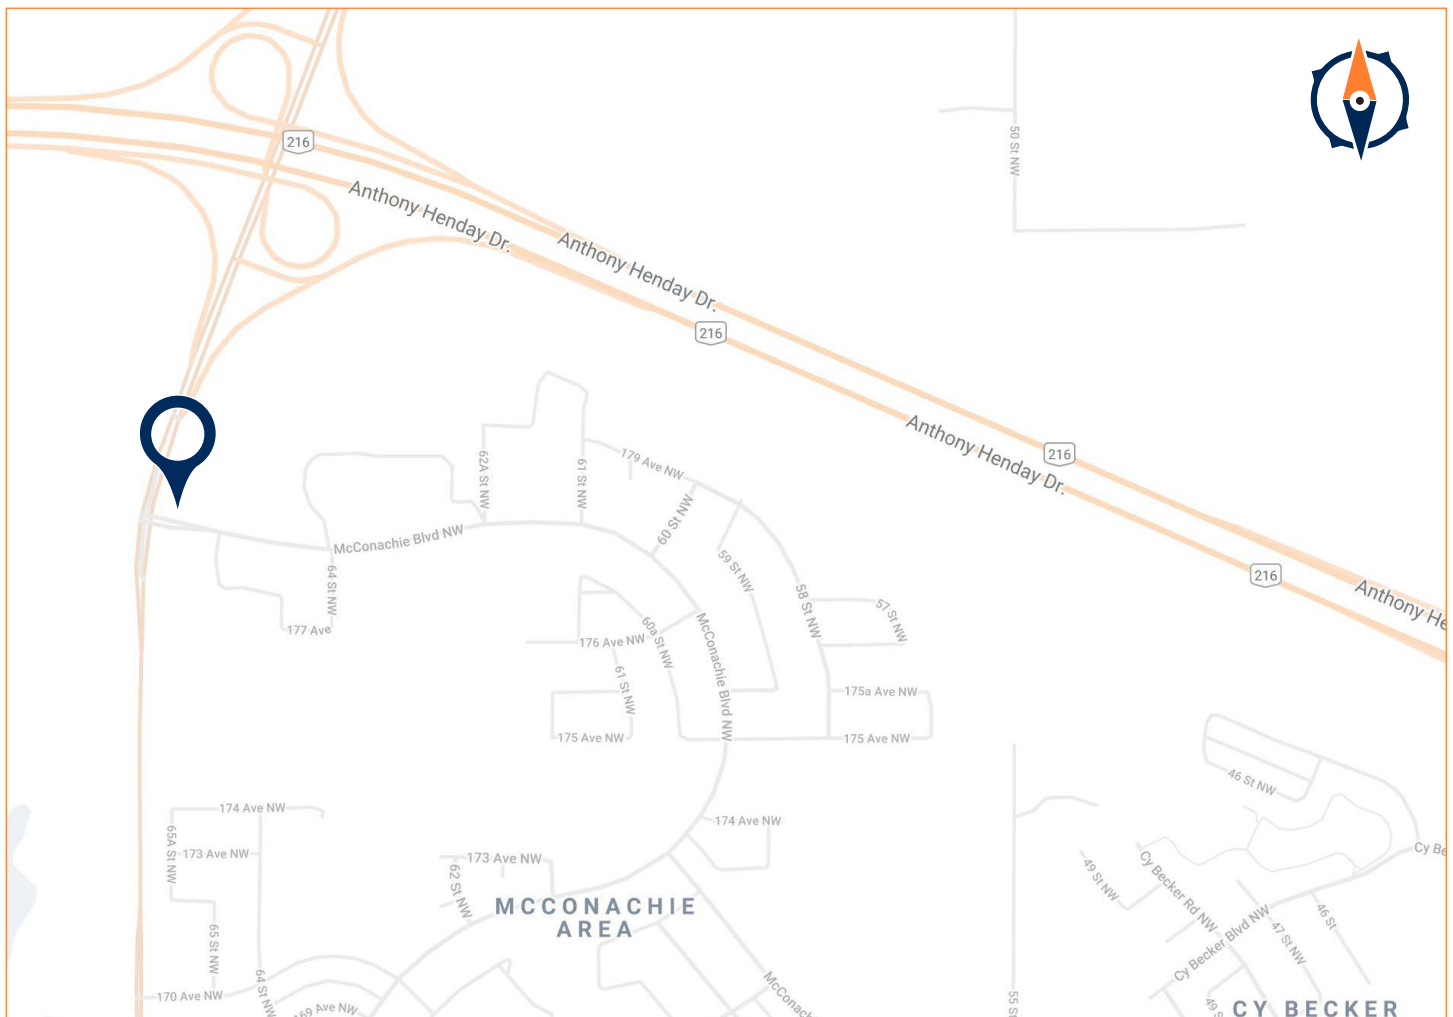 216
50 St NW
Anthony Henday Dr.
Anthony Henday Dr.
216
Anthony Henday Dr.
216
179 Ave NW
62A St NW
61 St NW
60 St NW
McConachie Blvd NW
59 St NW
216
64 St NW
58 St NW
57 St NW
Anthony He
177 Ave
60a St NW
176 Ave NW
McConachie Blvd NW
61 St NW
175a Ave NW
175 Ave NW
175 Ave NW
46 St NW
174 Ave NW
174 Ave NW
65A St NW
173 Ave NW
173 Ave NW
62 St NW
49 St NW
Cy Becker Rd NW
Cy Be
MCCONACHIE
AREA
46 St
47 St NW
Cy Becker Blvd NW
65 St NW
64 St NW
170 Ave NW
McConach
55 St
49 S
CY BECKER